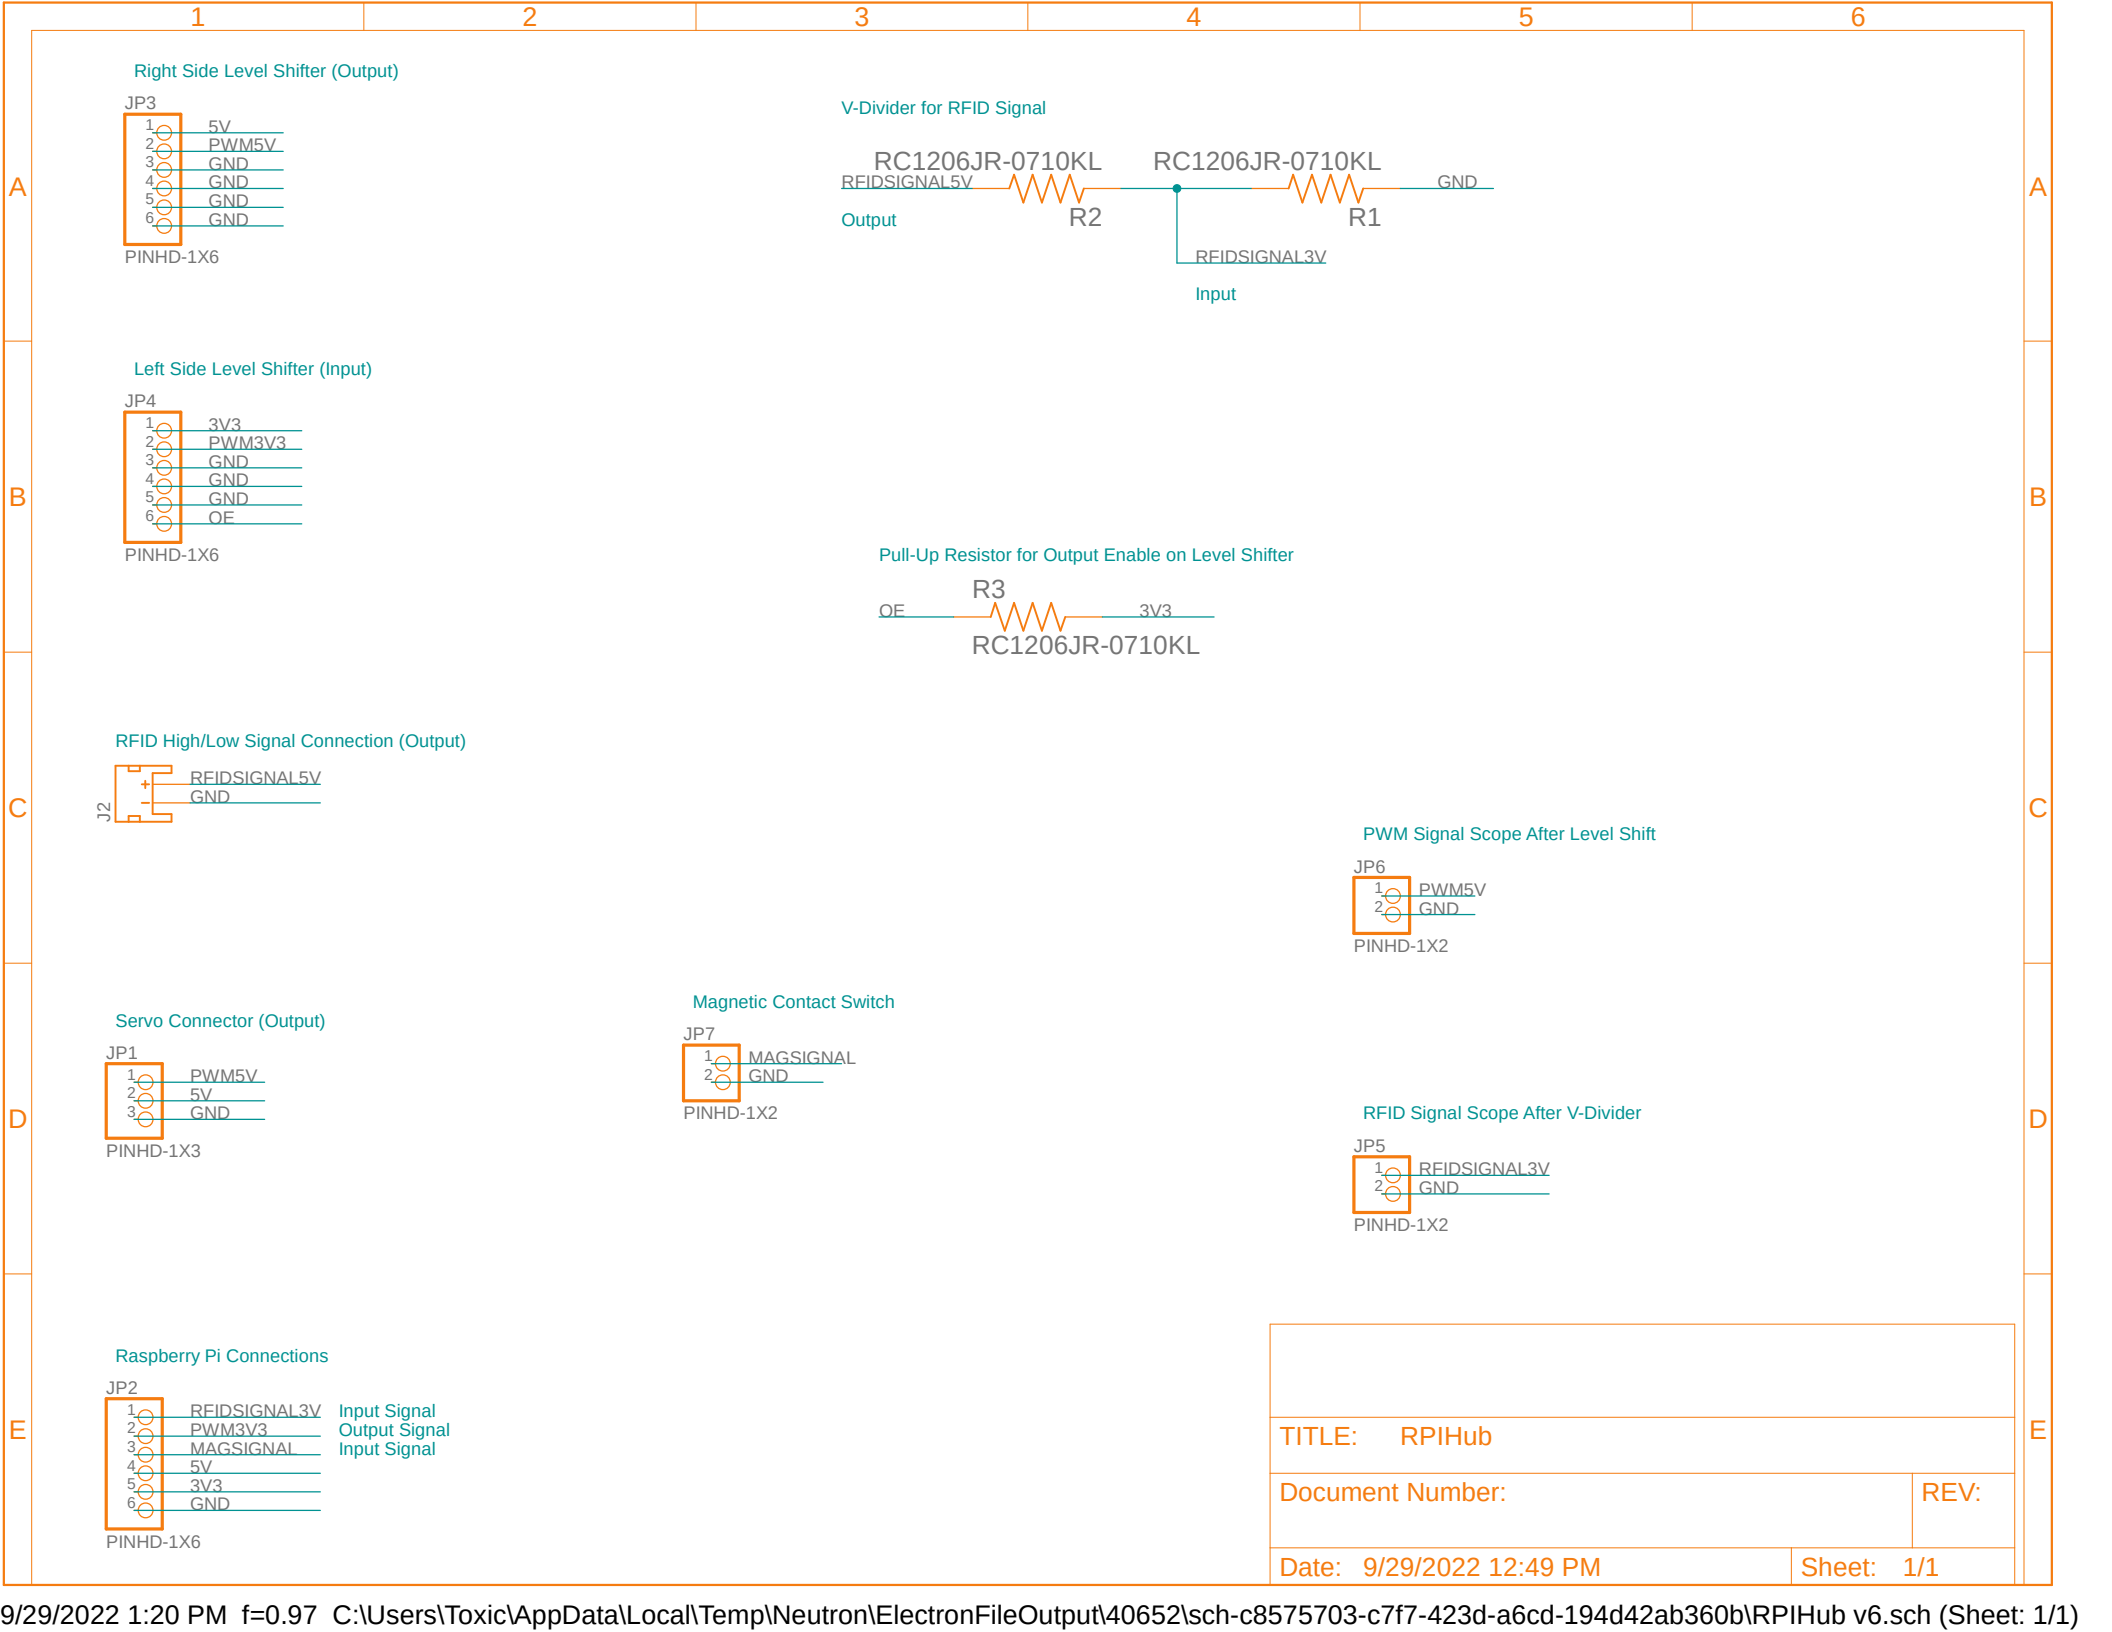 1 2 3 4 5 6
Right Side Level Shifter (Output)
JP3
1 5V
2 PWM5V
3 GND
4 GND
5 GND
6 GND
PINHD-1X6
V-Divider for RFID Signal
RC1206JR-0710KL RC1206JR-0710KL
RFIDSIGNAL5V GND
R2 R1
Output
RFIDSIGNAL3V
Input
A A
Left Side Level Shifter (Input)
JP4
1 3V3
2 PWM3V3
3 GND
4 GND
5 GND
6 OE
PINHD-1X6
B B
Pull-Up Resistor for Output Enable on Level Shifter
R3
OE 3V3
RC1206JR-0710KL
RFID High/Low Signal Connection (Output)
J2
+ RFIDSIGNAL5V
- GND
C C
PWM Signal Scope After Level Shift
JP6
1 PWM5V
2 GND
PINHD-1X2
Servo Connector (Output)
JP1
1 PWM5V
2 5V
3 GND
PINHD-1X3
Magnetic Contact Switch
JP7
1 MAGSIGNAL
2 GND
PINHD-1X2
D D
RFID Signal Scope After V-Divider
JP5
1 RFIDSIGNAL3V
2 GND
PINHD-1X2
Raspberry Pi Connections
JP2
1 RFIDSIGNAL3V Input Signal
2 PWM3V3 Output Signal
3 MAGSIGNAL Input Signal
4 5V
5 3V3
6 GND
PINHD-1X6
E E
TITLE: RPIHub
Document Number: REV:
Date: 9/29/2022 12:49 PM Sheet: 1/1
9/29/2022 1:20 PM f=0.97 C:\Users\Toxic\AppData\Local\Temp\Neutron\ElectronFileOutput\40652\sch-c8575703-c7f7-423d-a6cd-194d42ab360b\RPIHub v6.sch (Sheet: 1/1)